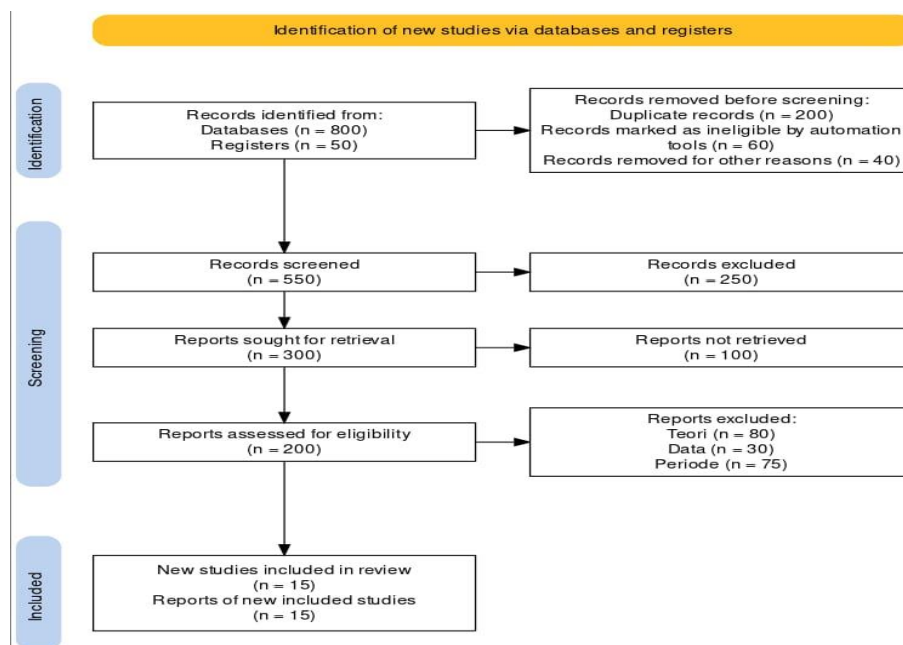 Identification of new studies via databases and registers
Identification
Records identified from:
Databases (n = 800)
Registers (n = 50)
Records removed before screening:
Duplicate records (n = 200)
Records marked as ineligible by automation
tools (n = 60)
Records removed for other reasons (n = 40)
Screening
Records screened
(n = 550)
Records excluded
(n = 250)
Reports sought for retrieval
(n = 300)
Reports not retrieved
(n = 100)
Reports assessed for eligibility
(n = 200)
Reports excluded:
Teori (n = 80)
Data (n = 30)
Periode (n = 75)
Included
New studies included in review
(n = 15)
Reports of new included studies
(n = 15)